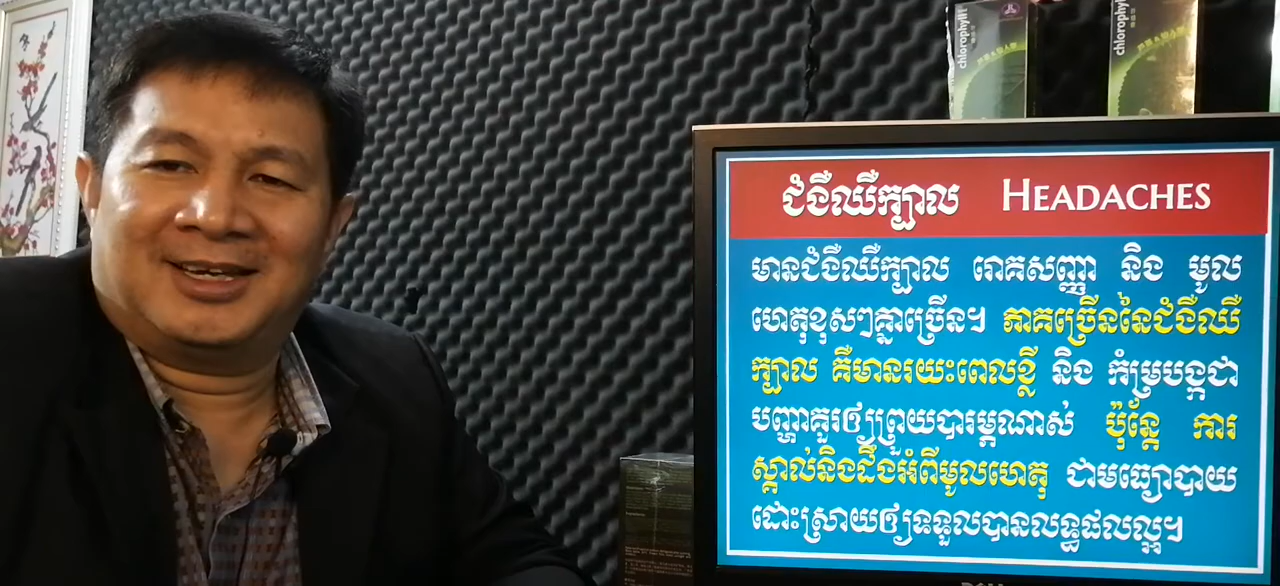 chlorophyll
chlorophyll
ជំងឺឈឺក្បាល HEADACHES
មានជំងឺឈឺក្បាល រោគសញ្ញា និង មូល
ហេតុខុសៗគ្នាច្រើន។ ភាគច្រើននៃជំងឺឈឺ
ក្បាល គឺមានរយះពេលខ្លី និង កំម្របង្កជា
បញ្ហាគួរឲ្យព្រួយបារម្ភណាស់ ប៉ុន្តែ ការ
ស្គាល់និងដឹងអំពីមូលហេតុ ជាមធ្យោបាយ
ដោះស្រាយឲ្យទទួលបានលទ្ធផលល្អ។